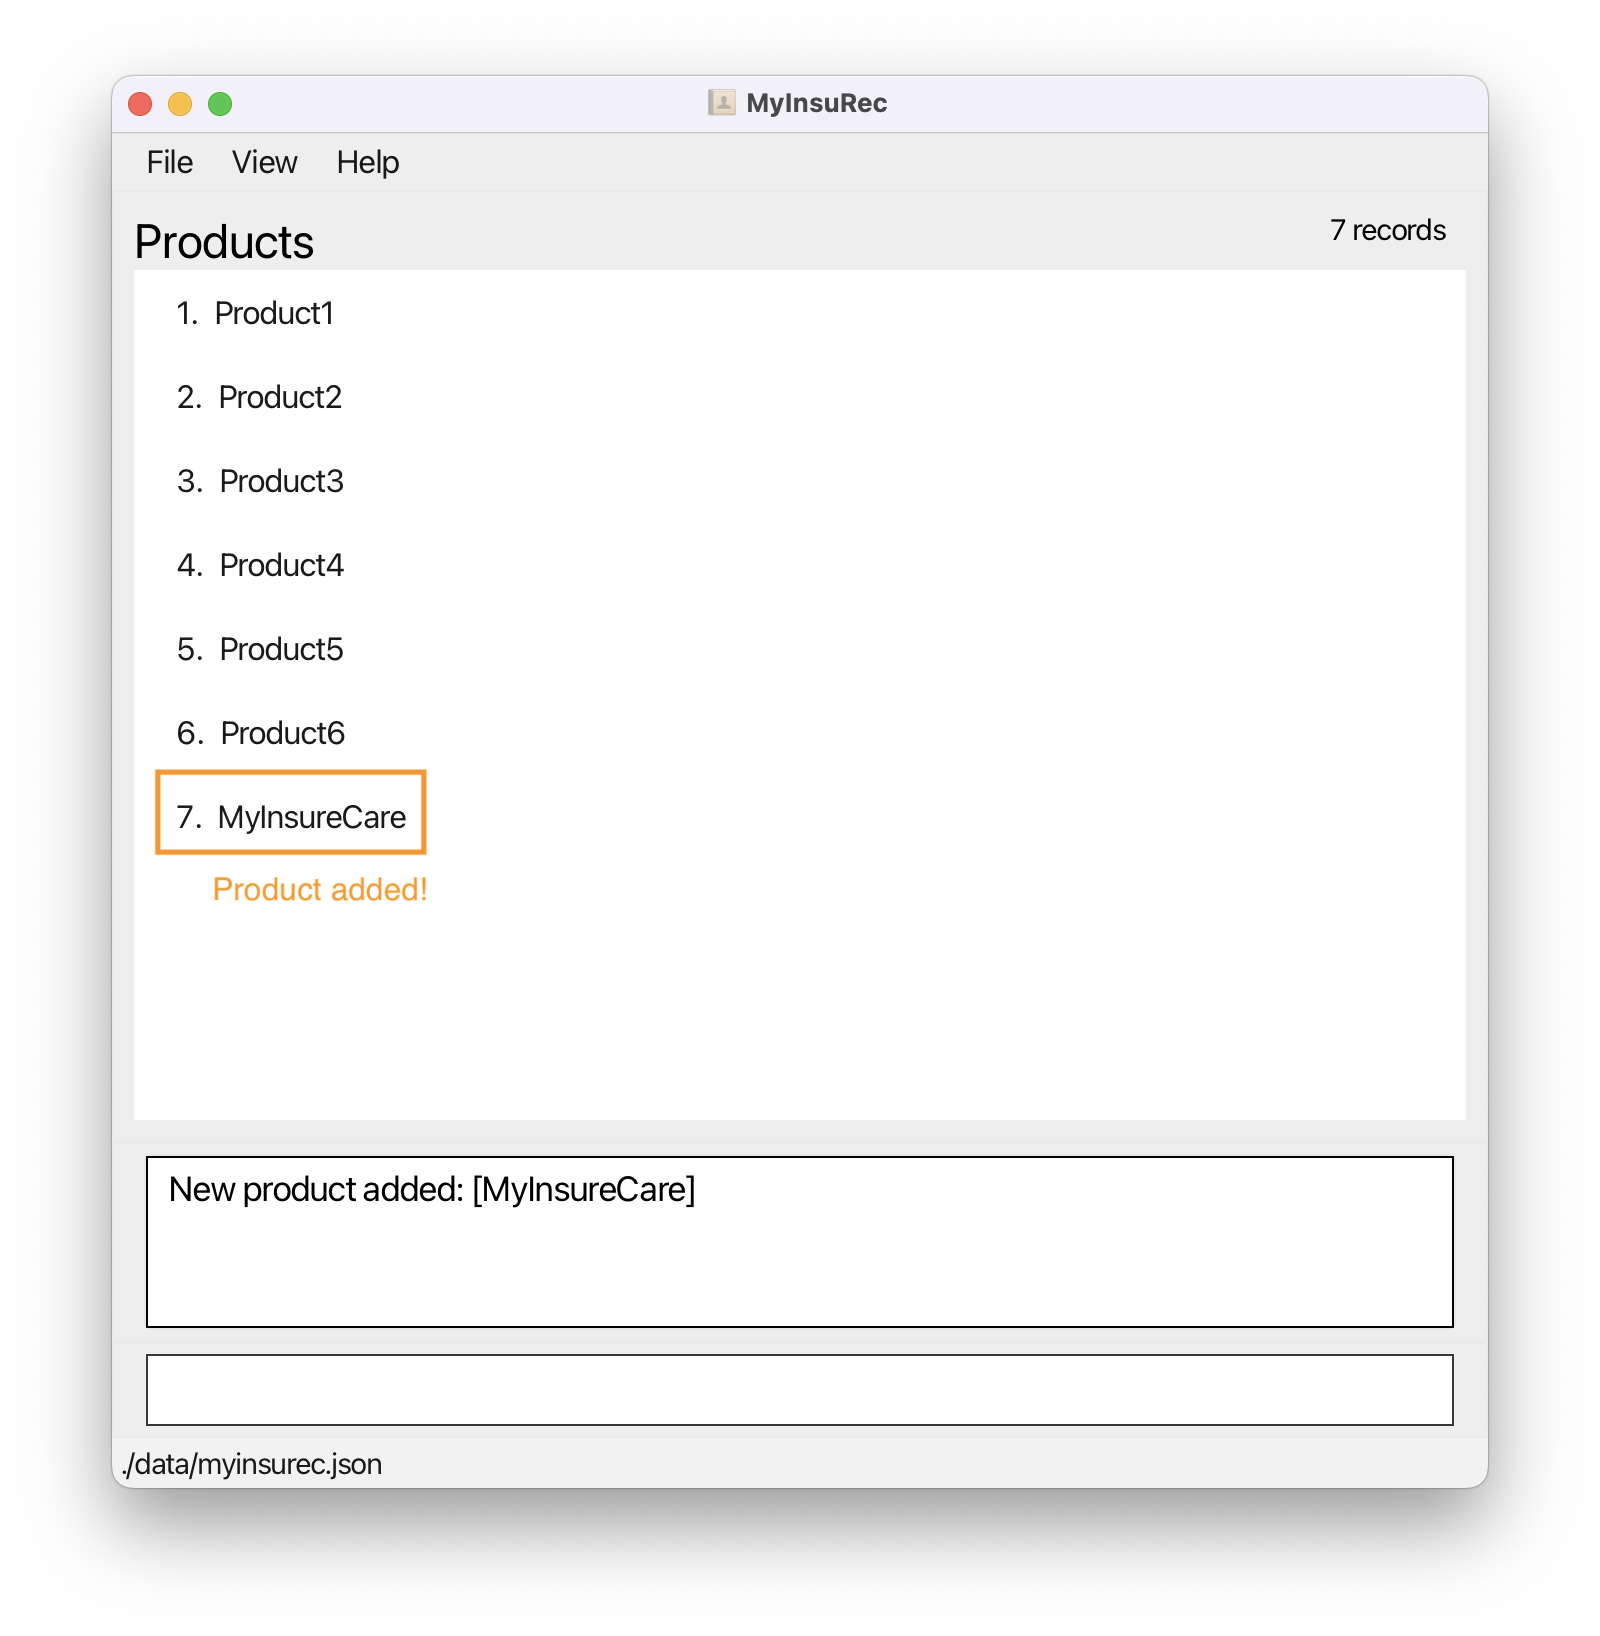 MyInsuRec
File View Help
Products
7 records
1. Product1
2. Product2
3. Product3
4. Product4
5. Product5
6. Product6
7. MyInsureCare
Product added!
New product added: [MyInsureCare]
./data/myinsurec.json